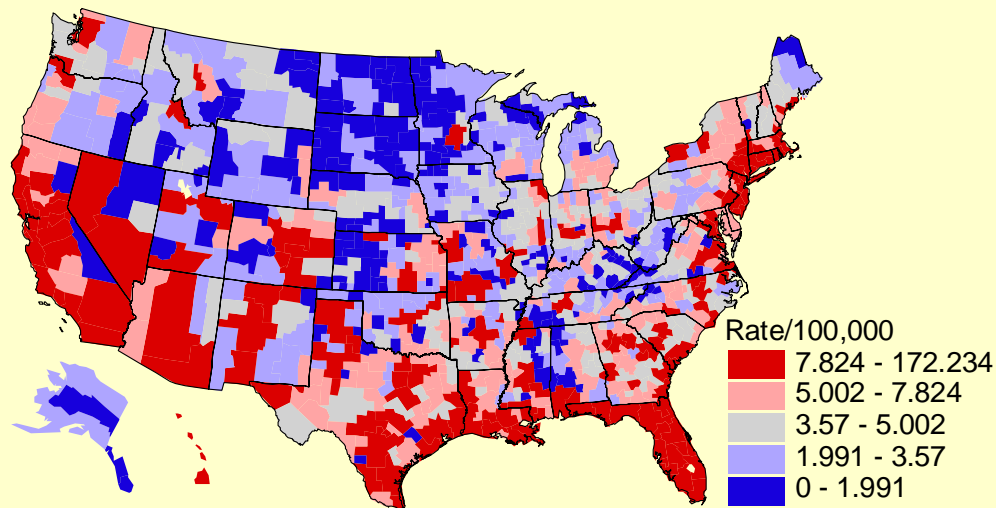 Rate/100,000
7.824 - 172.234
5.002 - 7.824
3.57 - 5.002
1.991 - 3.57
0 - 1.991